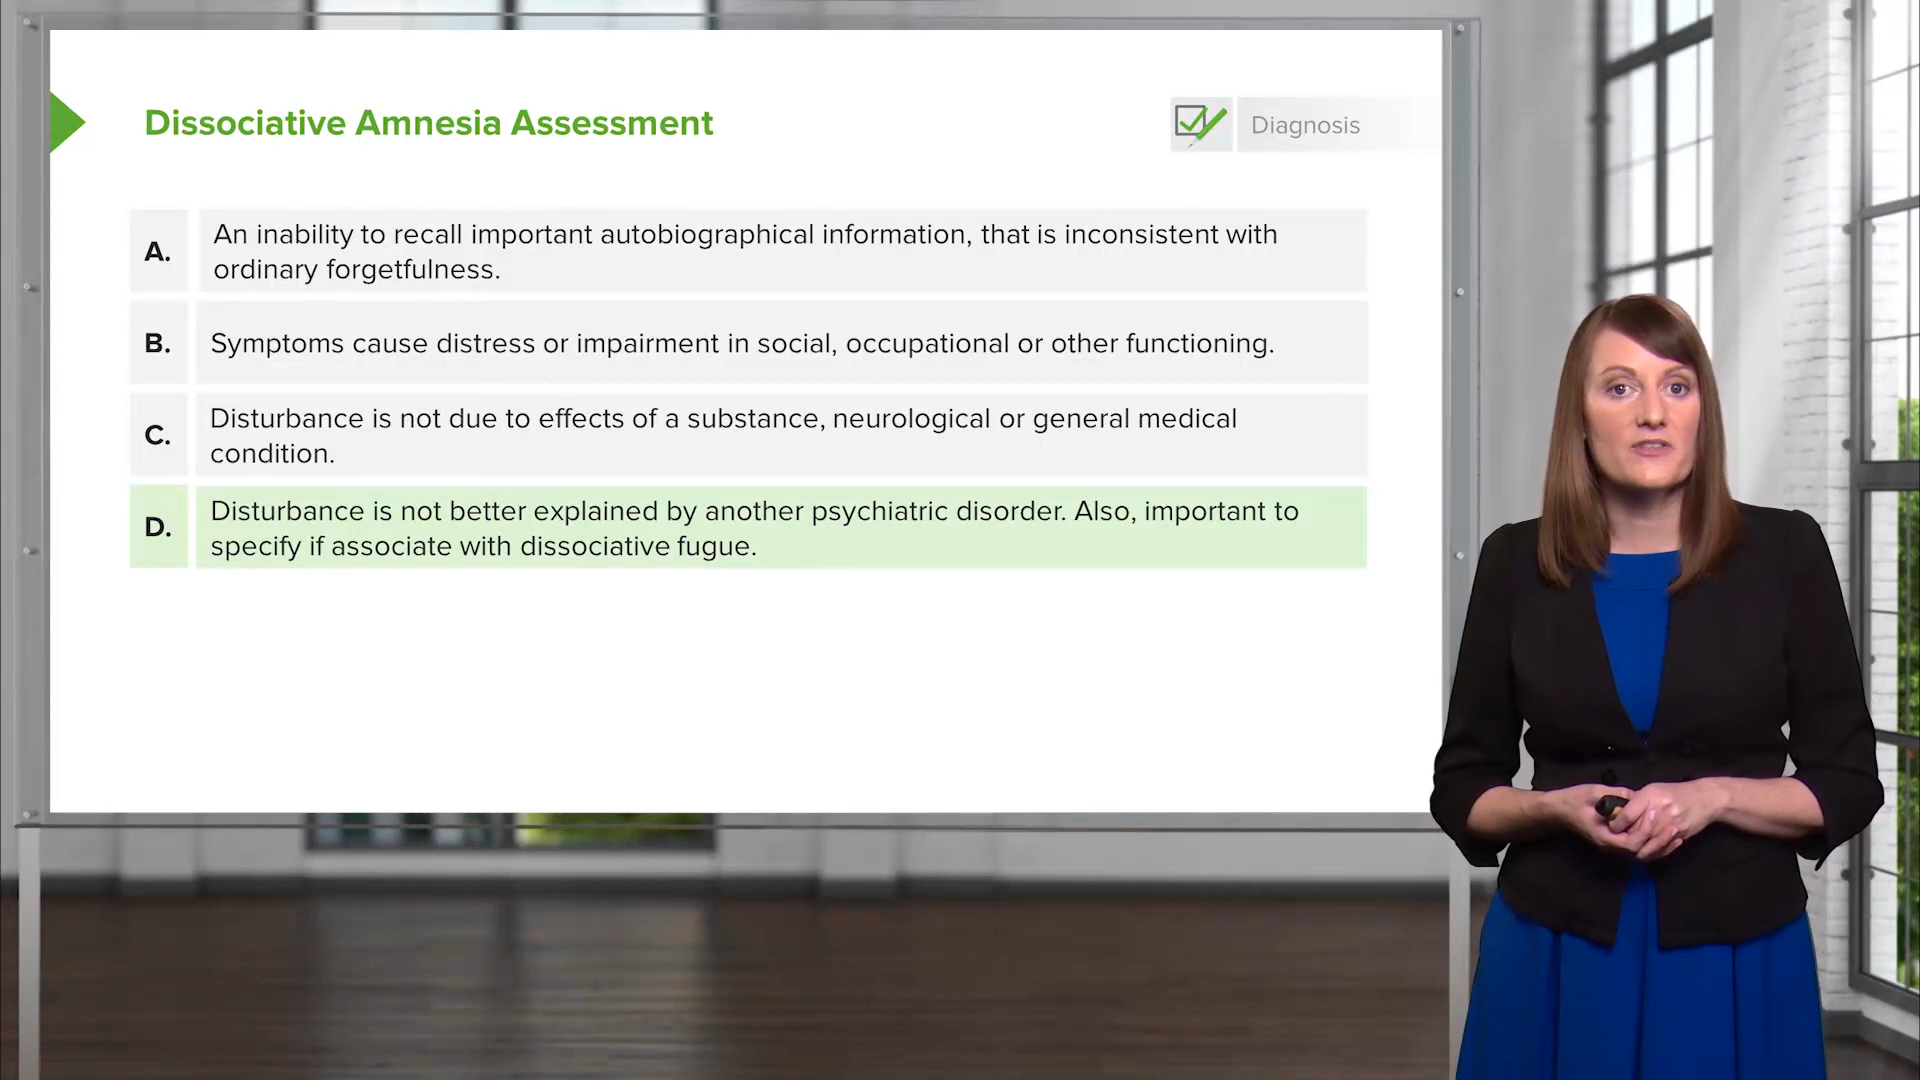 Dissociative Amnesia Assessment
Diagnosis
A.
An inability to recall important autobiographical information, that is inconsistent with
ordinary forgetfulness.
B.
Symptoms cause distress or impairment in social, occupational or other functioning.
C.
Disturbance is not due to effects of a substance, neurological or general medical
condition.
D.
Disturbance is not better explained by another psychiatric disorder. Also, important to
specify if associate with dissociative fugue.